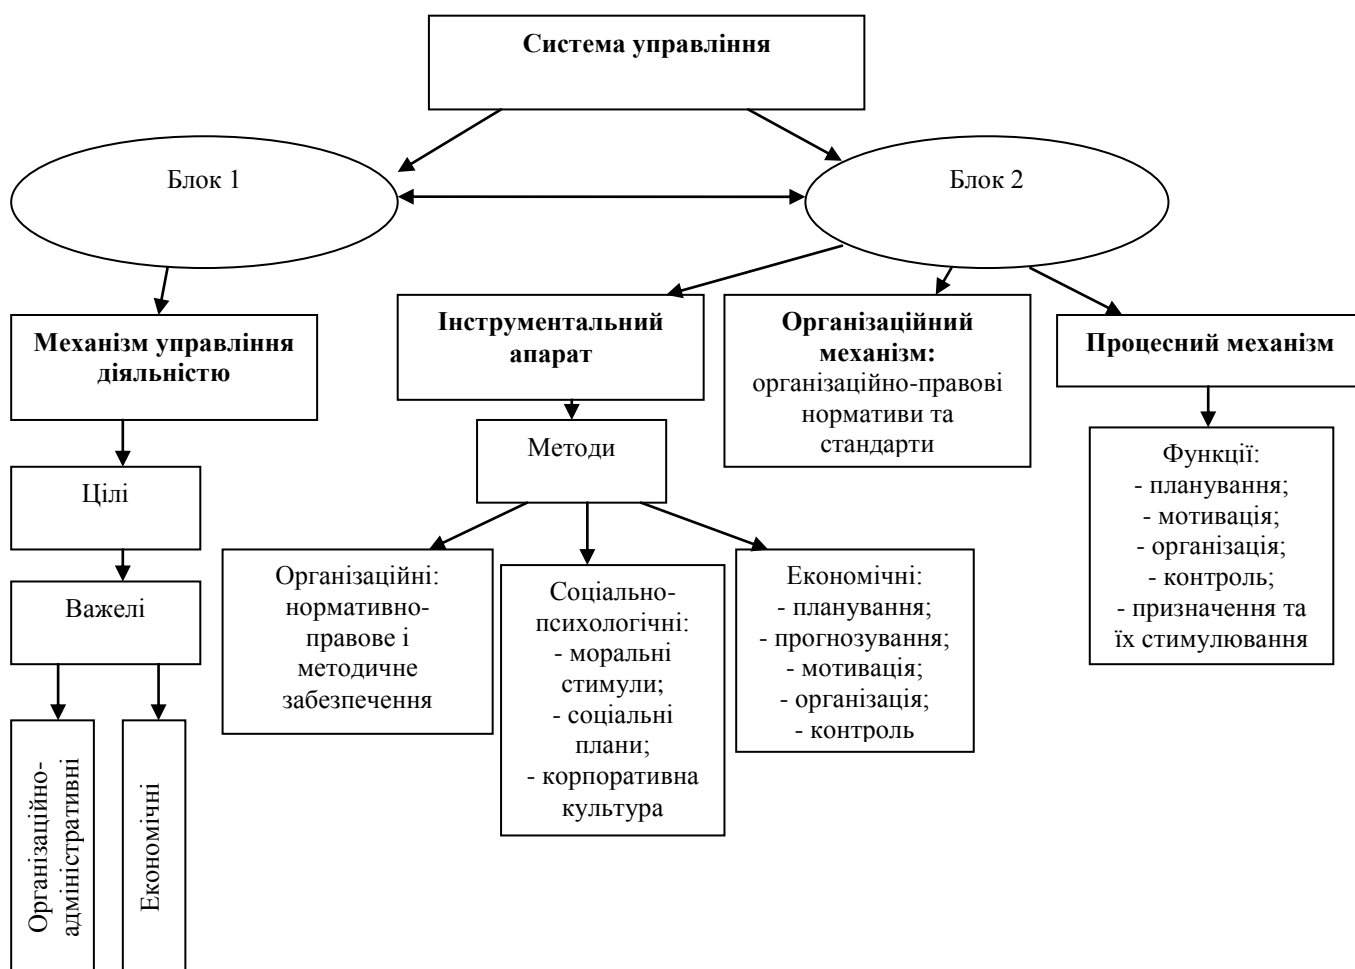 Система управління
Блок 1
Блок 2
Механізм управління
діяльністю
Інструментальний
апарат
Організаційний
механізм:
організаційно-правові
нормативи та
стандарти
Процесний механізм
Цілі
Методи
Функції:
- планування;
- мотивація;
- організація;
- контроль;
- призначення та
їх стимулювання
Важелі
Організаційні:
нормативно-
правове і
методичне
забезпечення
Соціально-
психологічні:
- моральні
стимули;
- соціальні
плани;
- корпоративна
культура
Економічні:
- планування;
- прогнозування;
- мотивація;
- організація;
- контроль
Організаційно-
адміністративні
Економічні